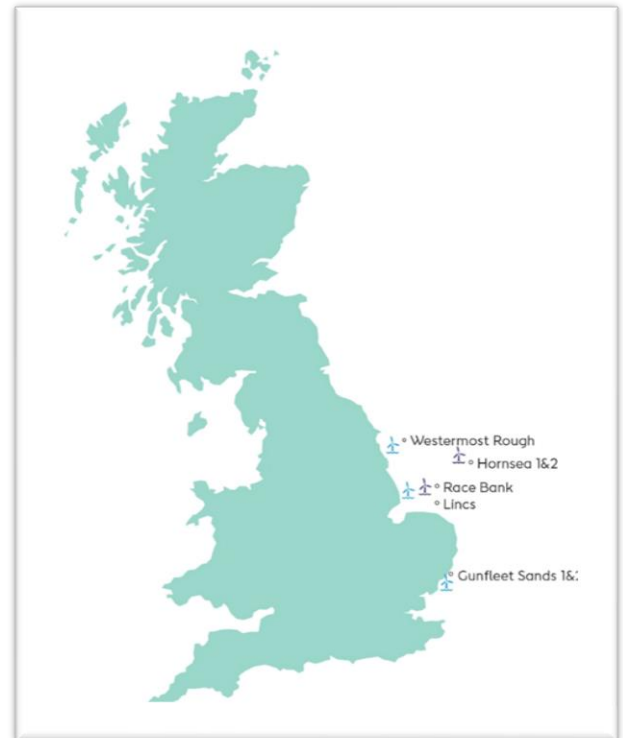 Westermost Rough
Hornsea 1&2
Race Bank
Lincs
Gunfleet Sands 1&